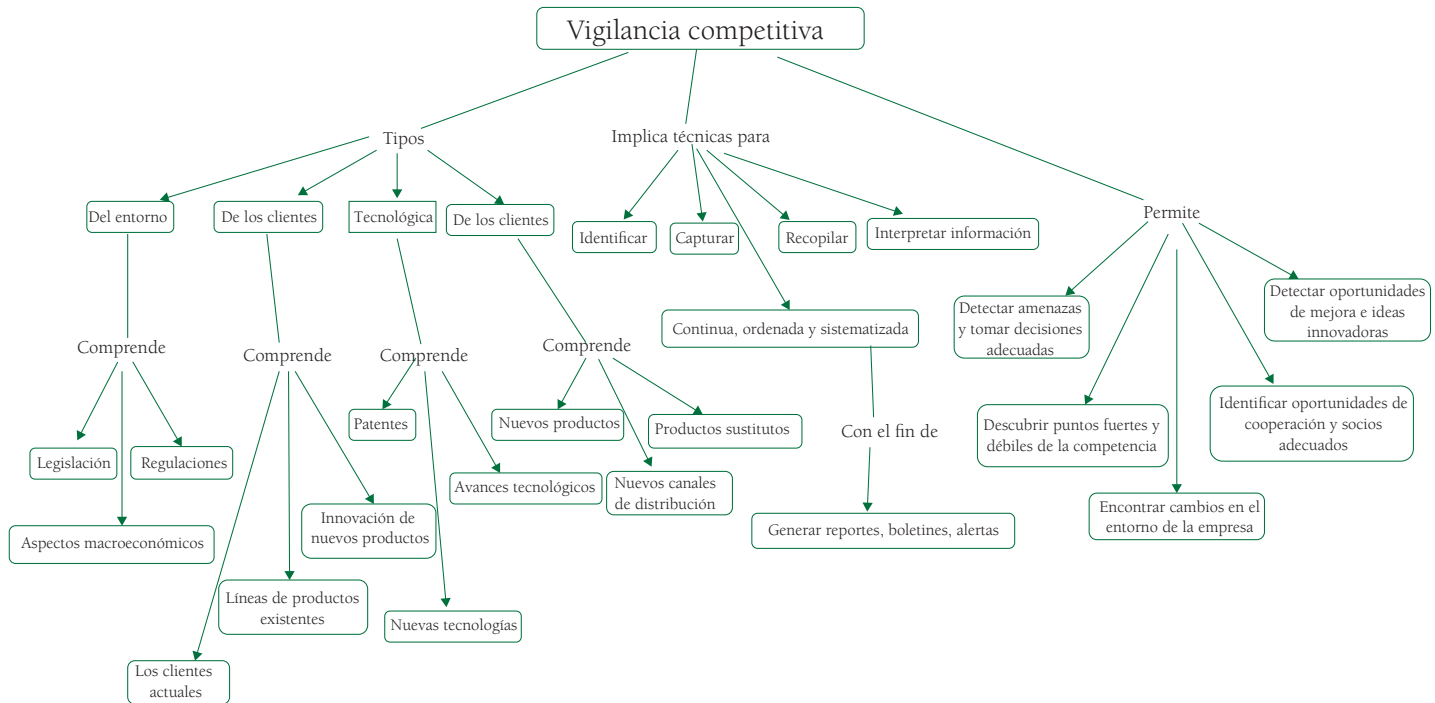 Vigilancia competitiva
Tipos
Implica técnicas para
Permite
Del entorno
De los clientes
Tecnológica
De los clientes
Identificar
Capturar
Recopilar
Interpretar información
Continua, ordenada y sistematizada
Detectar amenazas
y tomar decisiones
adecuadas
Detectar oportunidades
de mejora e ideas
innovadoras
Comprende
Comprende
Comprende
Comprende
Legislación
Regulaciones
Aspectos macroeconómicos
Innovación de
nuevos productos
Líneas de productos
existentes
Los clientes
actuales
Patentes
Avances tecnológicos
Nuevas tecnologías
Nuevos productos
Productos sustitutos
Nuevos canales
de distribución
Con el fin de
Generar reportes, boletines, alertas
Descubrir puntos fuertes y
débiles de la competencia
Identificar oportunidades de
cooperación y socios
adecuados
Encontrar cambios en el
entorno de la empresa